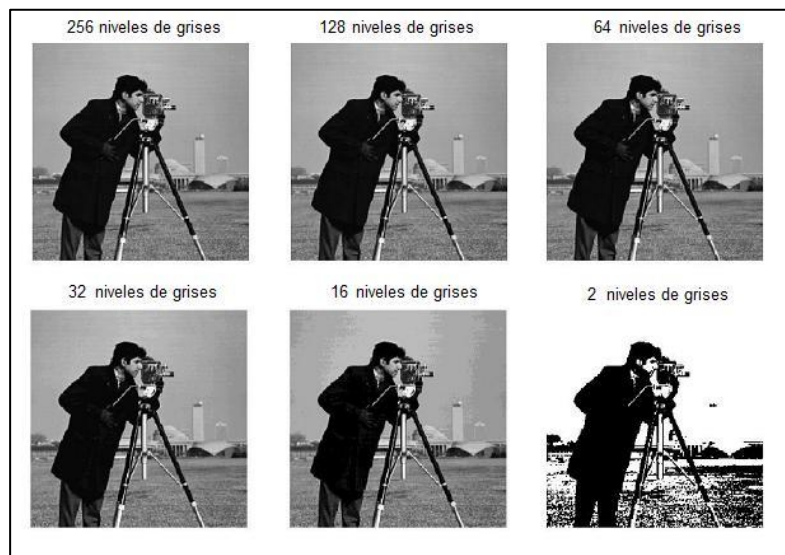 256 niveles de grises
128 niveles de grises
64 niveles de grises
32 niveles de grises
16 niveles de grises
2 niveles de grises